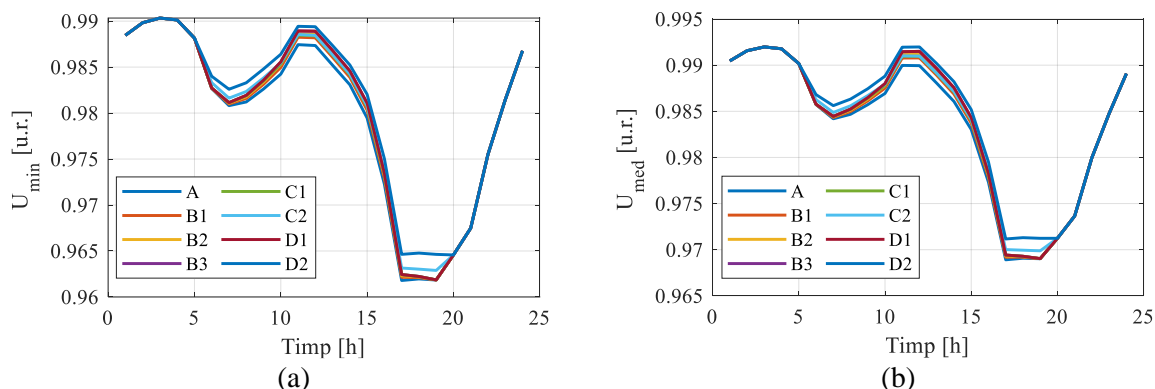 0.99
0.985
0.98
0.975
0.97
0.965
0.96
U_min [u.r.]
A C1
B1 C2
B2 D1
B3 D2
0 5 10 15 20 25
Timp [h]
(a)
0.995
0.99
0.985
0.98
0.975
0.97
0.965
U_med [u.r.]
A C1
B1 C2
B2 D1
B3 D2
0 5 10 15 20 25
Timp [h]
(b)